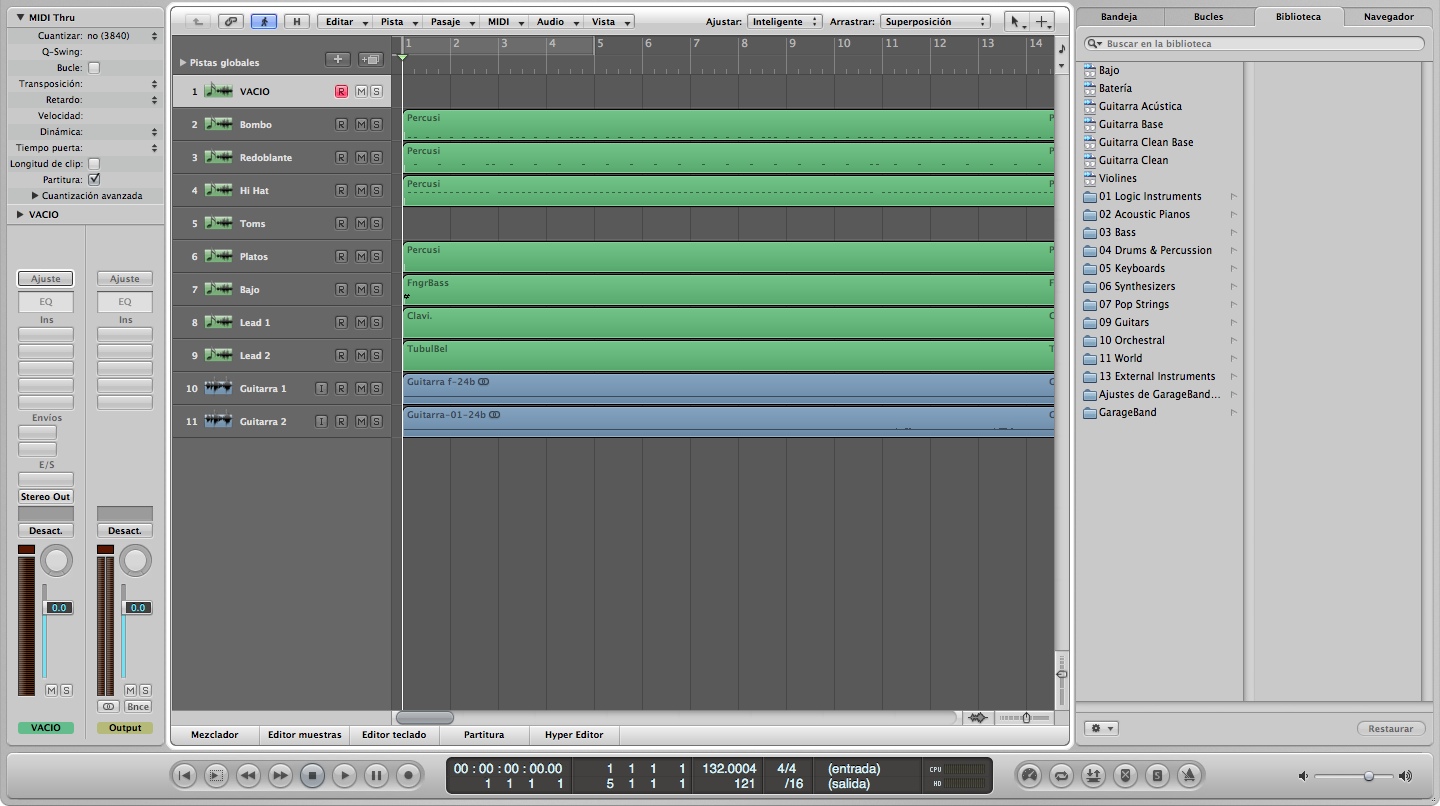 MIDI Thru
Cuantizar: no (3840)
Q-Swing:
Bucle:
Transposición:
Retardo:
Velocidad:
Dinámica:
Tiempo puerta:
Longitud de clip:
Partitura:
Cuantización avanzada
VACIO
Ajuste Ajuste
EQ EQ
Ins Ins
Envíos
E/S
Stereo Out
Desact. Desact.
0.0 0.0
M S M S
Bnce
VACIO Output
H Editar Pista Pasaje MIDI Audio Vista Ajustar: Inteligente Arrastrar: Superposición
Pistas globales
1 2 3 4 5 6 7 8 9 10 11 12 13 14
1 VACIO R M S
2 Bombo R M S Percusi P
3 Redoblante R M S Percusi P
4 Hi Hat R M S Percusi P
5 Toms R M S
6 Platos R M S Percusi P
7 Bajo R M S FngrBass F
8 Lead 1 R M S Clavi. C
9 Lead 2 R M S TubulBel T
10 Guitarra 1 I R M S Guitarra f-24b
11 Guitarra 2 I R M S Guitarra-01-24b
Mezclador Editor muestras Editor teclado Partitura Hyper Editor
Bandeja Bucles Biblioteca Navegador
Buscar en la biblioteca
Bajo
Batería
Guitarra Acústica
Guitarra Base
Guitarra Clean Base
Guitarra Clean
Violines
01 Logic Instruments
02 Acoustic Pianos
03 Bass
04 Drums & Percussion
05 Keyboards
06 Synthesizers
07 Pop Strings
09 Guitars
10 Orchestral
11 World
13 External Instruments
Ajustes de GarageBand...
GarageBand
Restaurar
00 : 00 : 00 : 00.00 1 1 1 1 132.0004 4/4 (entrada) CPU
1 1 1 1 5 1 1 1 121 /16 (salida) HD
S